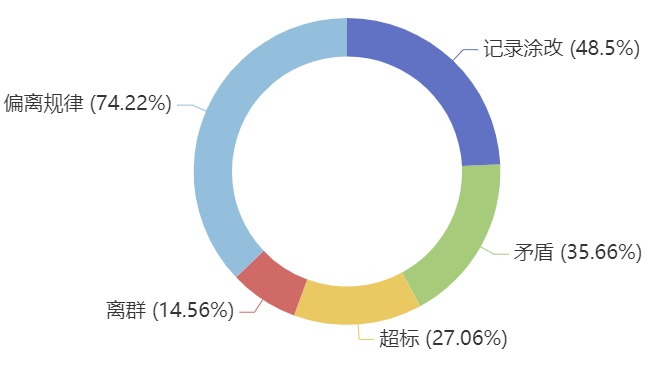 记录涂改 (48.5%)
偏离规律 (74.22%)
矛盾 (35.66%)
离群 (14.56%)
超标 (27.06%)